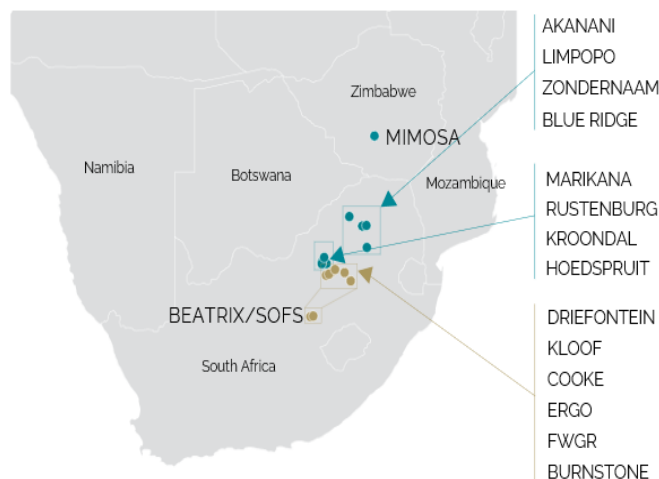 AKANANI
LIMPOPO
ZONDERNAAM
BLUE RIDGE
Zimbabwe
MIMOSA
Namibia
Botswana
Mozambique
MARIKANA
RUSTENBURG
KROONDAL
HOEDSPRUIT
BEATRIX/SOFS
South Africa
DRIEFONTEIN
KLOOF
COOKE
ERGO
FWGR
BURNSTONE